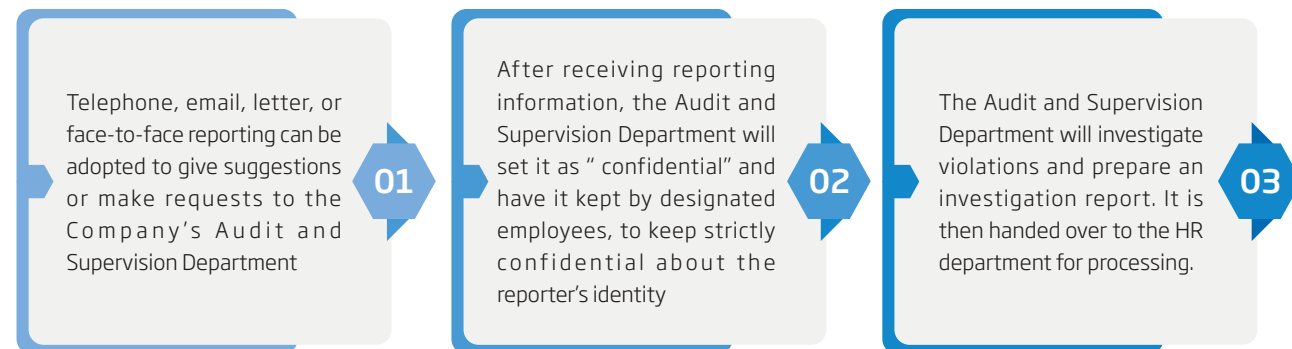 Telephone, email, letter, or
face-to-face reporting can be
adopted to give suggestions
or make requests to the
Company's Audit and
Supervision Department
01
After receiving reporting
information, the Audit and
Supervision Department will
set it as “ confidential” and
have it kept by designated
employees, to keep strictly
confidential about the
reporter's identity
02
The Audit and Supervision
Department will investigate
violations and prepare an
investigation report. It is
then handed over to the HR
department for processing.
03